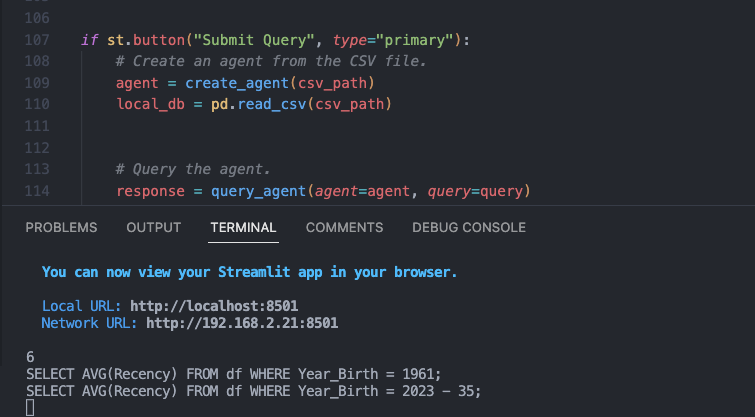 106
107 if st.button("Submit Query", type="primary"):
108 # Create an agent from the CSV file.
109 agent = create_agent(csv_path)
110 local_db = pd.read_csv(csv_path)
111
112
113 # Query the agent.
114 response = query_agent(agent=agent, query=query)
PROBLEMS OUTPUT TERMINAL COMMENTS DEBUG CONSOLE
You can now view your Streamlit app in your browser.
Local URL: http://localhost:8501
Network URL: http://192.168.2.21:8501
6
SELECT AVG(Recency) FROM df WHERE Year_Birth = 1961;
SELECT AVG(Recency) FROM df WHERE Year_Birth = 2023 - 35;